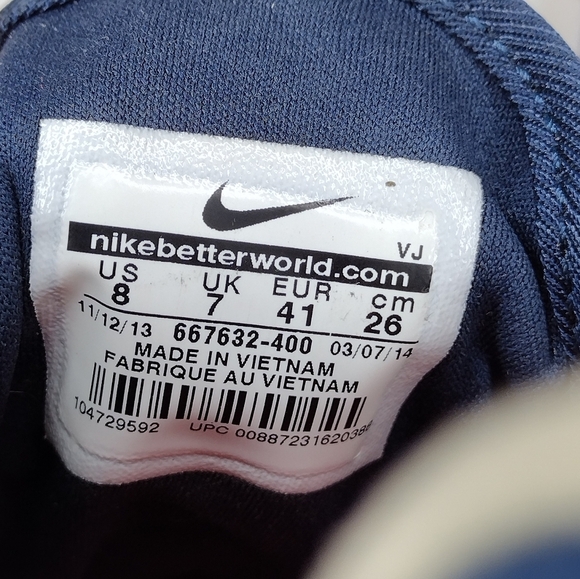 VJ
nikebetterworld.com
US UK EUR cm
8 7 41 26
11/12/13 667632-400 03/07/14
MADE IN VIETNAM
FABRIQUE AU VIETNAM
104729592 UPC 00887231620386